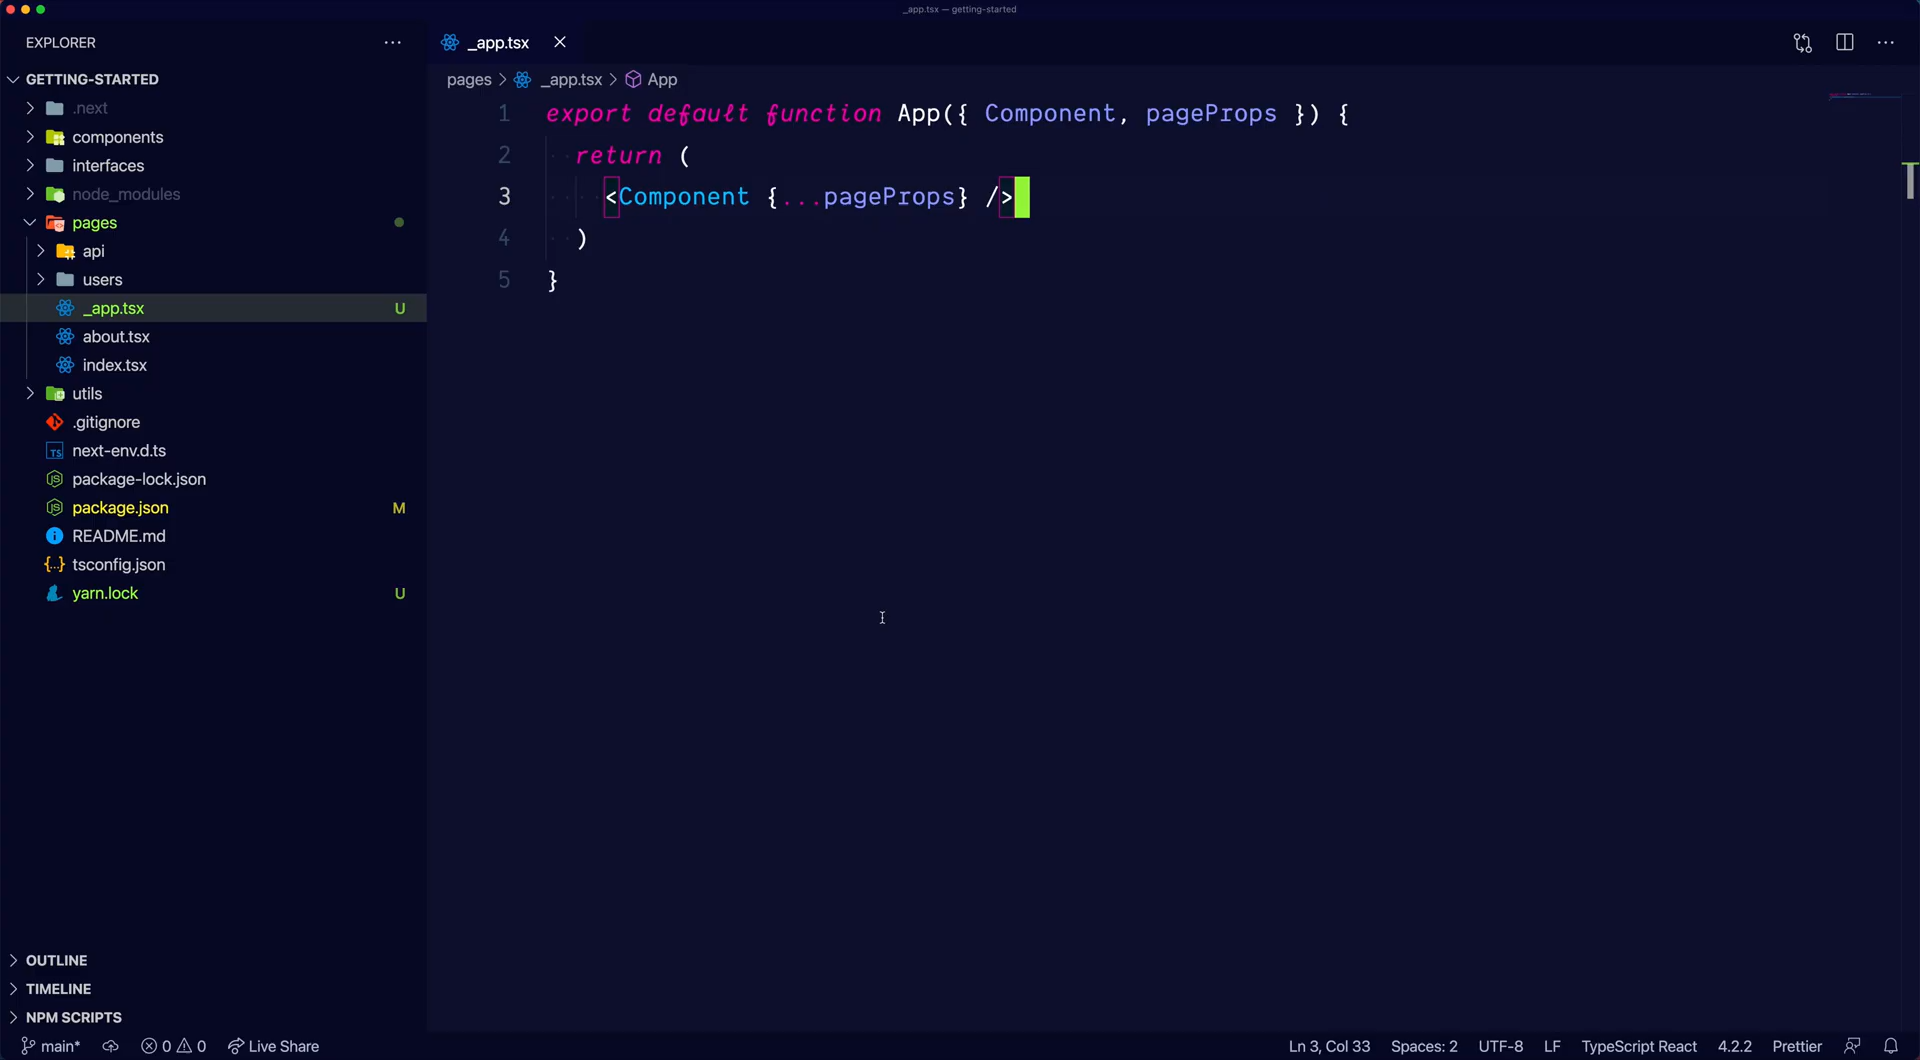 _app.tsx — getting-started
EXPLORER
GETTING-STARTED
.next
components
interfaces
node_modules
pages
api
users
_app.tsx U
about.tsx
index.tsx
utils
.gitignore
next-env.d.ts
package-lock.json
package.json M
README.md
tsconfig.json
yarn.lock U
OUTLINE
TIMELINE
NPM SCRIPTS
_app.tsx
pages > _app.tsx > App
1 export default function App({ Component, pageProps }) {
2 return (
3 <Component {...pageProps} />
4 )
5 }
main* 0 0 Live Share
Ln 3, Col 33 Spaces: 2 UTF-8 LF TypeScript React 4.2.2 Prettier